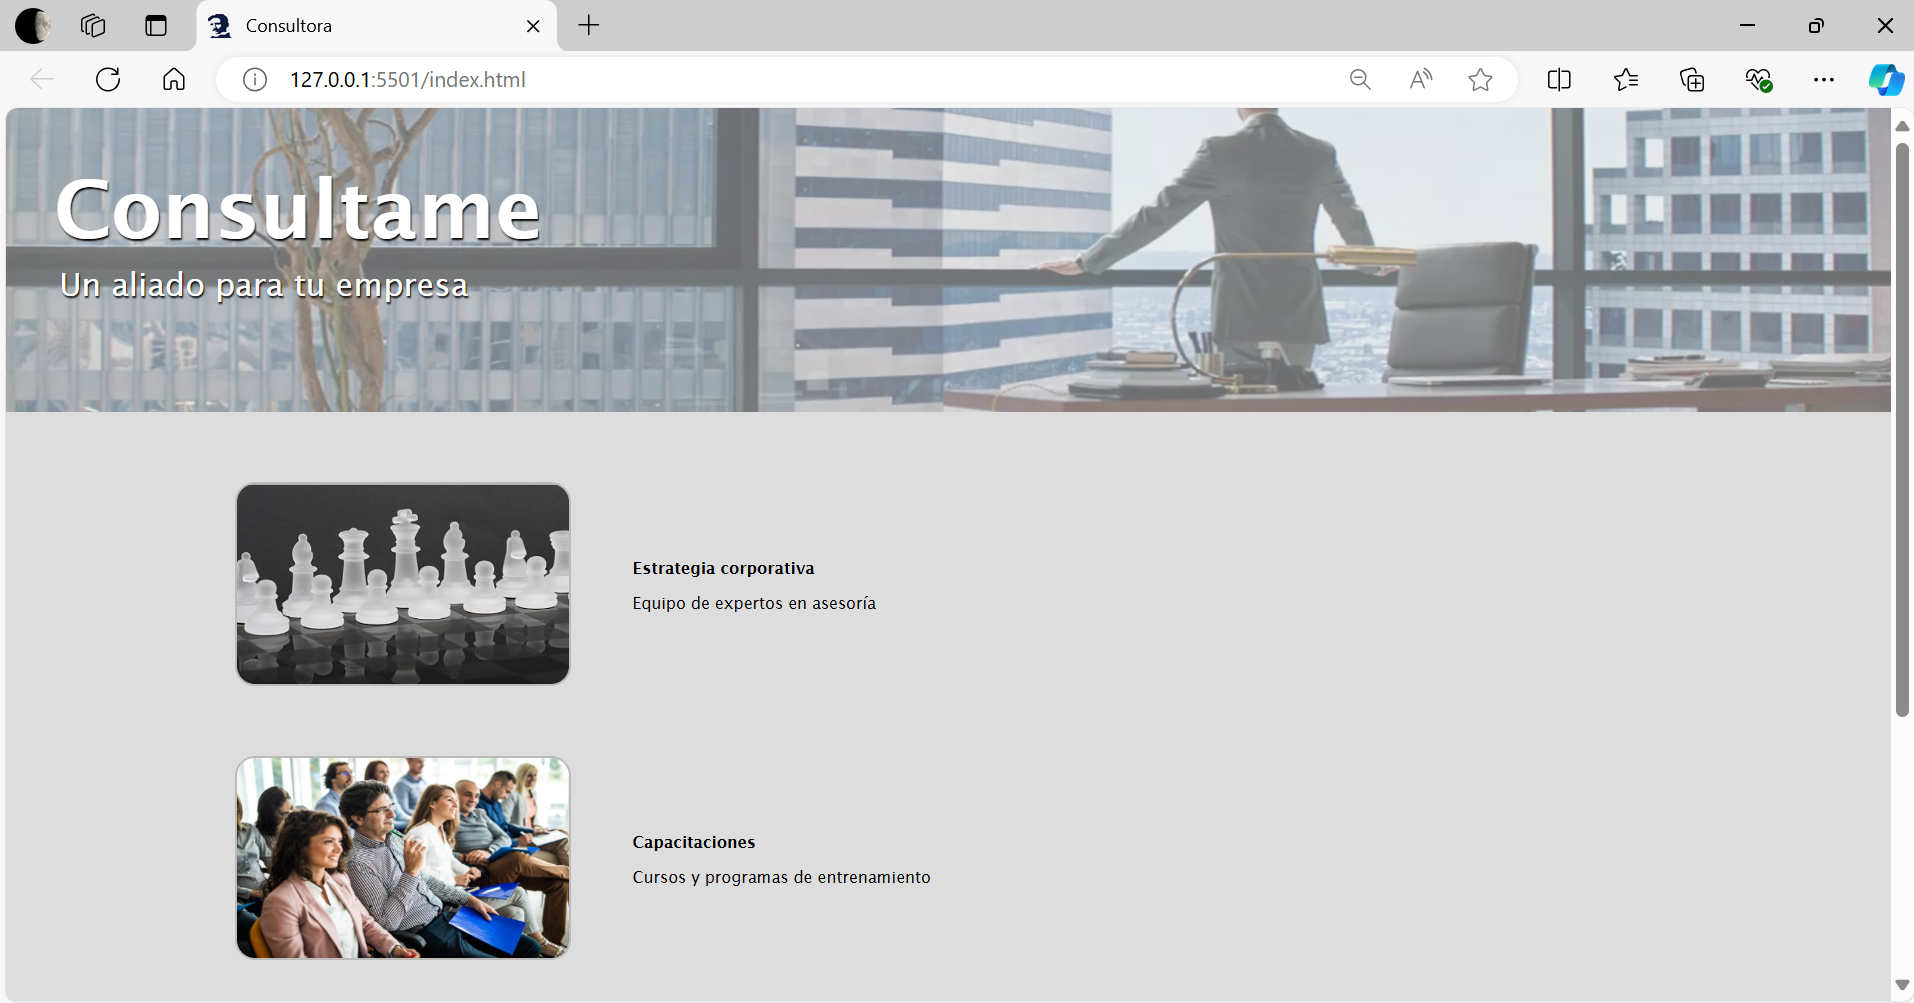 Consultora
127.0.0.1:5501/index.html
Consultame
Un aliado para tu empresa
Estrategia corporativa
Equipo de expertos en asesoría
Capacitaciones
Cursos y programas de entrenamiento